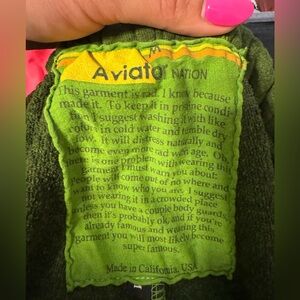 M
Aviator NATION
This garment is rad. I know because
made it. To keep it in pristine condi
tion I suggest washing it with like
colors in cold water and tumble dry
low. It will distress naturally and
become even more rad with age. Oh,
there is one problem with wearing this
garment I must warn you about:
People will come out of no where and
want to know who you are. I suggest
not wearing it in a crowded place
unless you have a couple body guards,
then it's probably ok, and if you're
already famous and wearing this
garment you will most likely become
super famous.
Made in California, USA